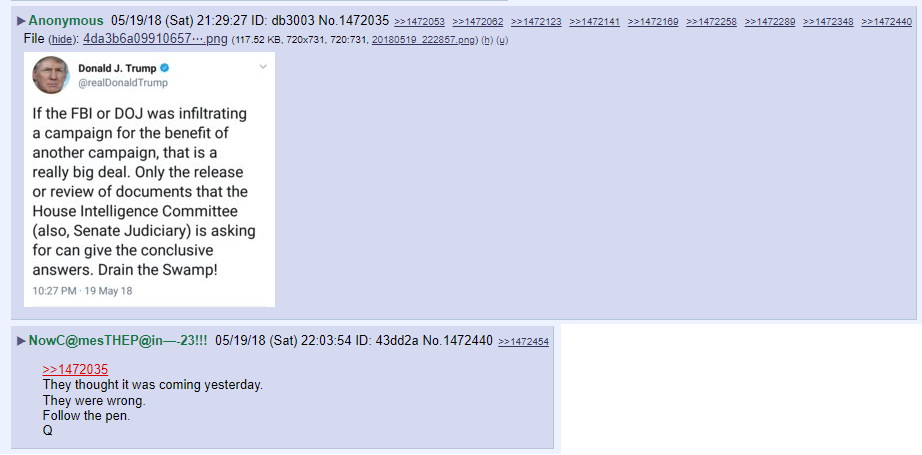 ▶Anonymous 05/19/18 (Sat) 21:29:27 ID: db3003 No.1472035 >>1472053 >>1472062 >>1472123 >>1472141 >>1472169 >>1472258 >>1472289 >>1472348 >>1472440
File (hide): 4da3b6a09910657⋯.png (117.52 KB, 720x731, 720:731, 20180519_222857.png) (h) (u)
Donald J. Trump
@realDonaldTrump
If the FBI or DOJ was infiltrating
a campaign for the benefit of
another campaign, that is a
really big deal. Only the release
or review of documents that the
House Intelligence Committee
(also, Senate Judiciary) is asking
for can give the conclusive
answers. Drain the Swamp!
10:27 PM · 19 May 18
▶NowC@mesTHEP@in—-23!!! 05/19/18 (Sat) 22:03:54 ID: 43dd2a No.1472440 >>1472454
>>1472035
They thought it was coming yesterday.
They were wrong.
Follow the pen.
Q